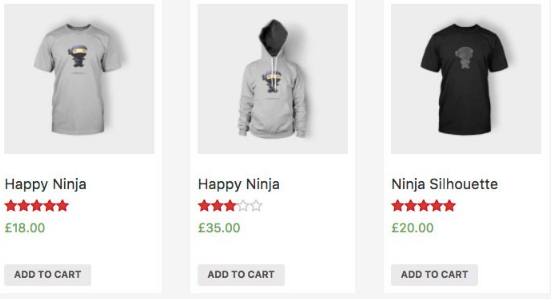 Happy Ninja
£18.00
ADD TO CART
Happy Ninja
£35.00
ADD TO CART
Ninja Silhouette
£20.00
ADD TO CART